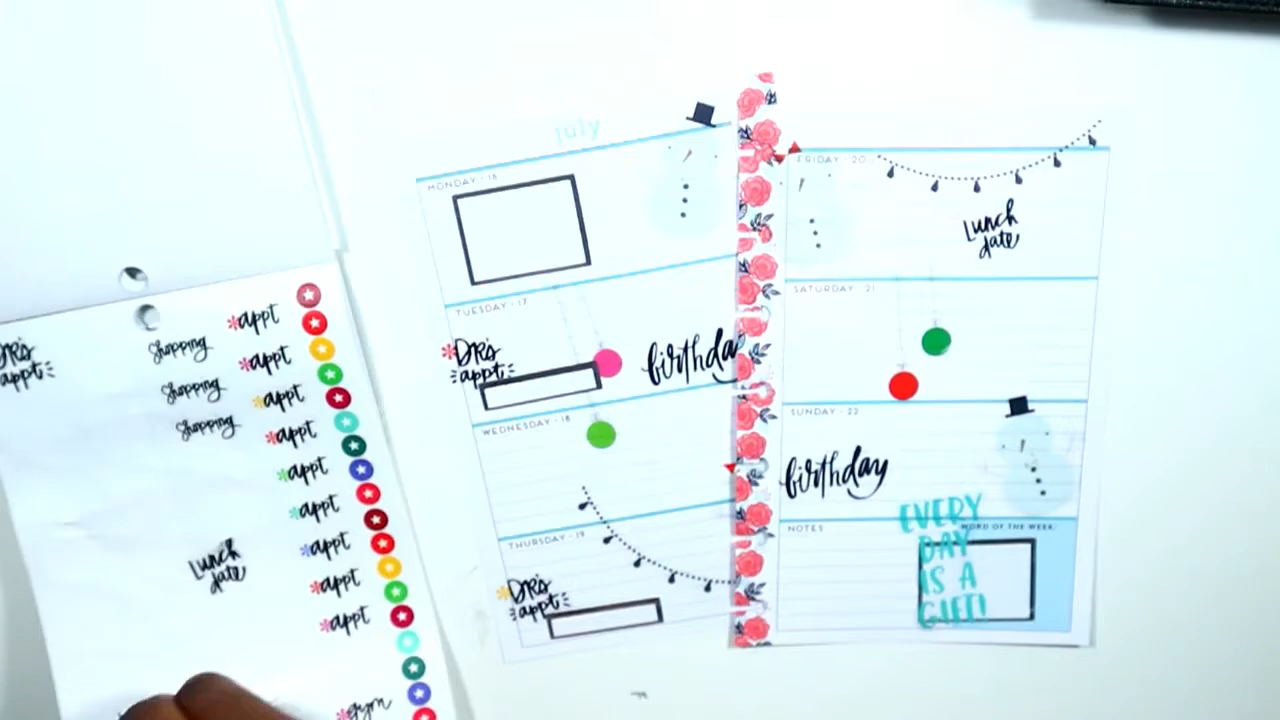 DR's
appt
shopping
shopping
shopping
Lunch
date
*appt
*appt
*appt
*appt
*appt
*appt
*appt
*appt
*appt
*gym
July
MONDAY · 16
TUESDAY · 17
*DR's
appt
birthda
WEDNESDAY · 18
THURSDAY · 19
*DR's
appt
FRIDAY · 20
Lunch
date
SATURDAY · 21
SUNDAY · 22
birthday
NOTES
WORD OF THE WEEK
EVERY
DAY
IS A
GIFT!